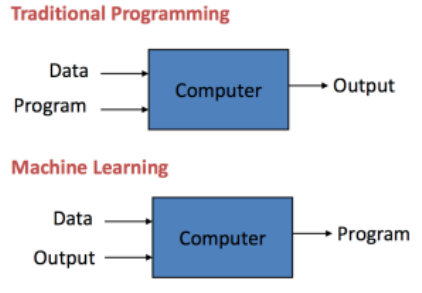 Traditional Programming
Data
Program
Computer
Output
Machine Learning
Data
Output
Computer
Program